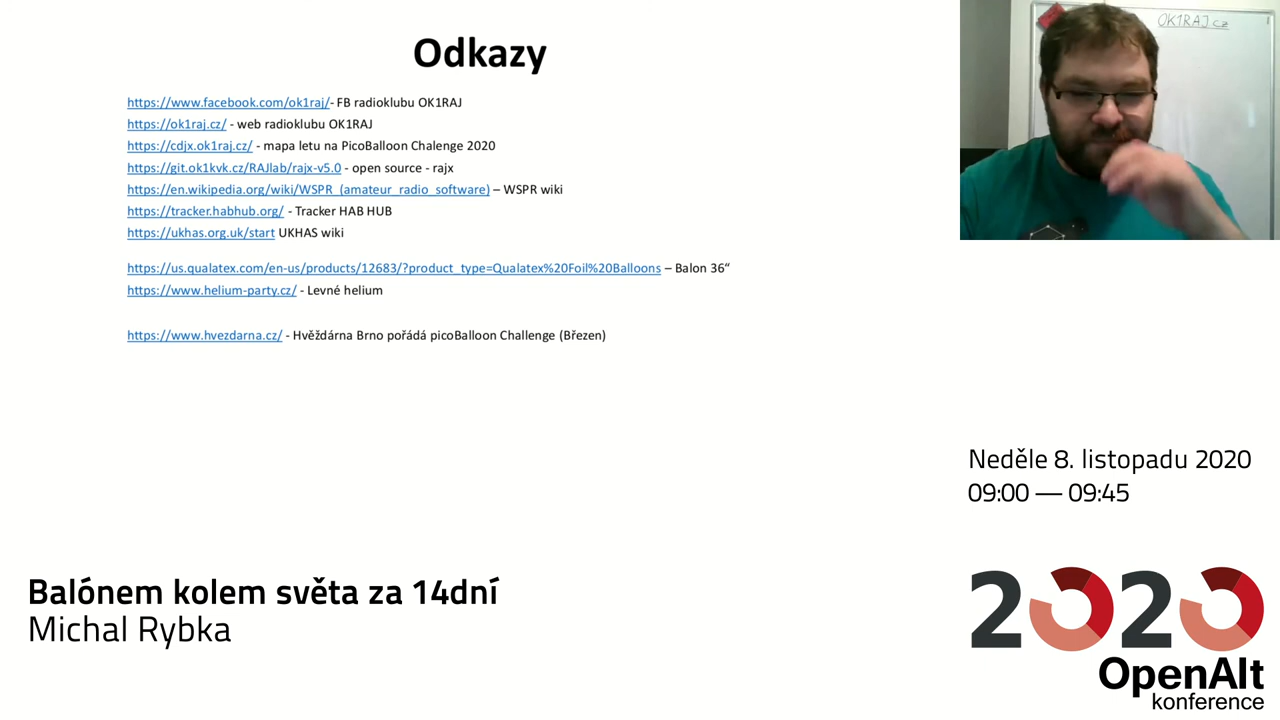 Odkazy
https://www.facebook.com/ok1raj/- FB radioklubu OK1RAJ
https://ok1raj.cz/ - web radioklubu OK1RAJ
https://cdjx.ok1raj.cz/ - mapa letu na PicoBalloon Chalenge 2020
https://git.ok1kvk.cz/RAJlab/rajx-v5.0 - open source - rajx
https://en.wikipedia.org/wiki/WSPR_(amateur_radio_software) – WSPR wiki
https://tracker.habhub.org/ - Tracker HAB HUB
https://ukhas.org.uk/start UKHAS wiki
https://us.qualatex.com/en-us/products/12683/?product_type=Qualatex%20Foil%20Balloons – Balon 36“
https://www.helium-party.cz/ - Levné helium
https://www.hvezdarna.cz/ - Hvěždárna Brno pořádá picoBalloon Challenge (Březen)
OK1RAJ.cz
Neděle 8. listopadu 2020
09:00 — 09:45
Balónem kolem světa za 14dní
Michal Rybka
2020
OpenAlt
konference